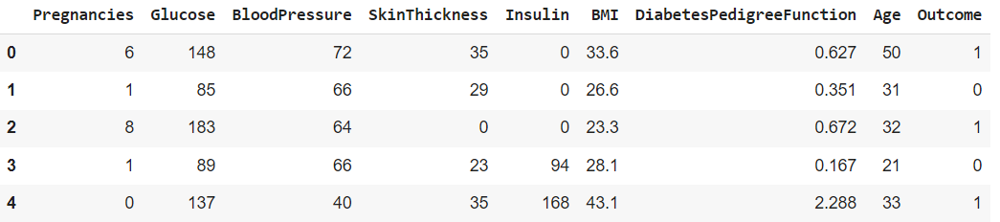 Pregnancies Glucose BloodPressure SkinThickness Insulin BMI DiabetesPedigreeFunction Age Outcome
0 6 148 72 35 0 33.6 0.627 50 1
1 1 85 66 29 0 26.6 0.351 31 0
2 8 183 64 0 0 23.3 0.672 32 1
3 1 89 66 23 94 28.1 0.167 21 0
4 0 137 40 35 168 43.1 2.288 33 1